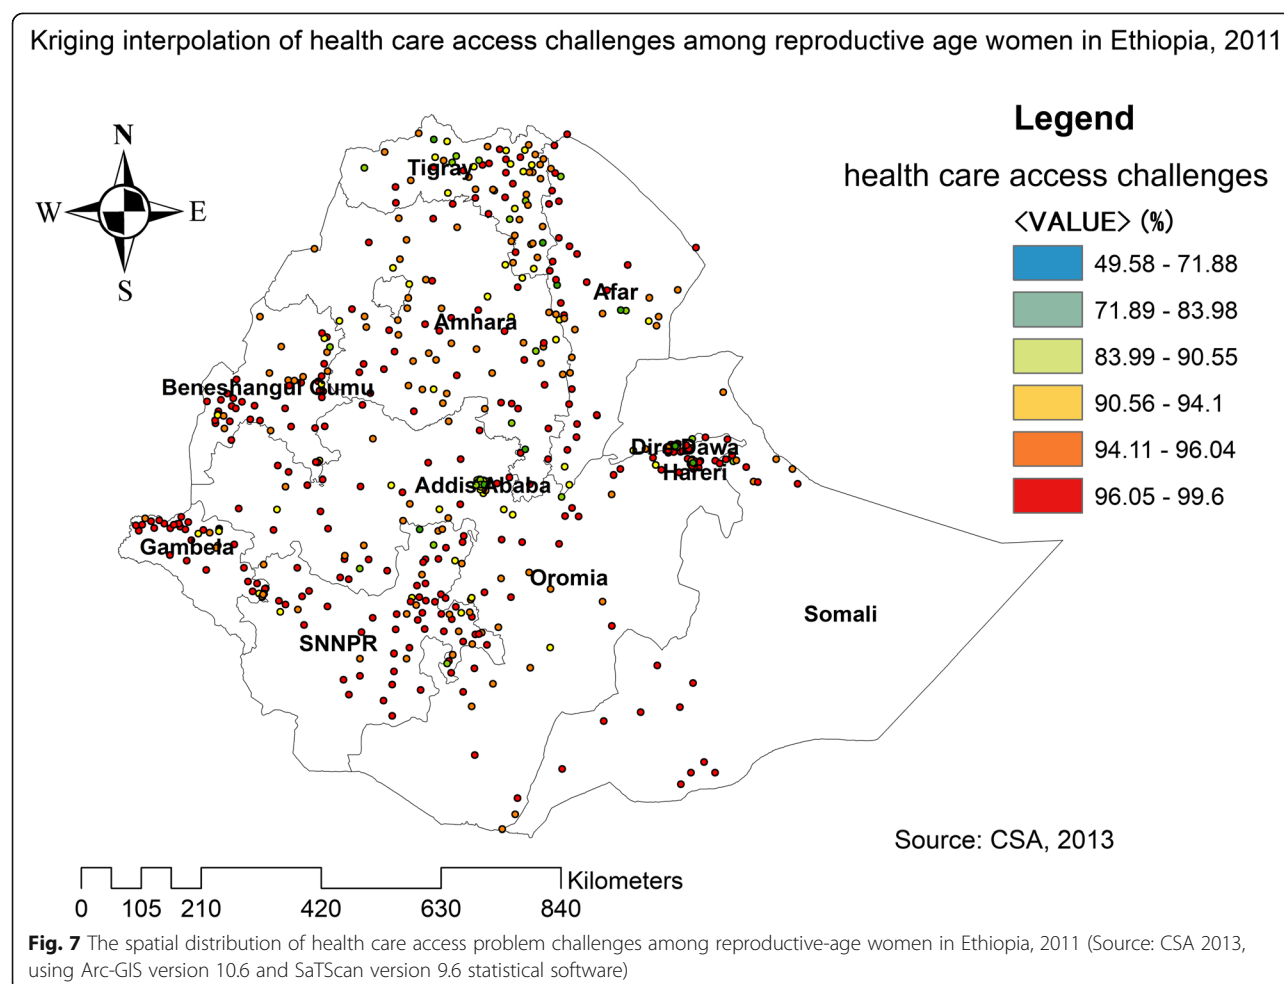 Kriging interpolation of health care access challenges among reproductive age women in Ethiopia, 2011
Legend
health care access challenges
<VALUE> (%)
49.58 - 71.88
71.89 - 83.98
83.99 - 90.55
90.56 - 94.1
94.11 - 96.04
96.05 - 99.6
N
W E
S
Tigray
Afar
Amhara
Beneshangul Gumu
Dire Dawa
Hareri
Addis Ababa
Gambela
Oromia
Somali
SNNPR
Source: CSA, 2013
Kilometers
0 105 210 420 630 840
Fig. 7 The spatial distribution of health care access problem challenges among reproductive-age women in Ethiopia, 2011 (Source: CSA 2013,
using Arc-GIS version 10.6 and SaTScan version 9.6 statistical software)